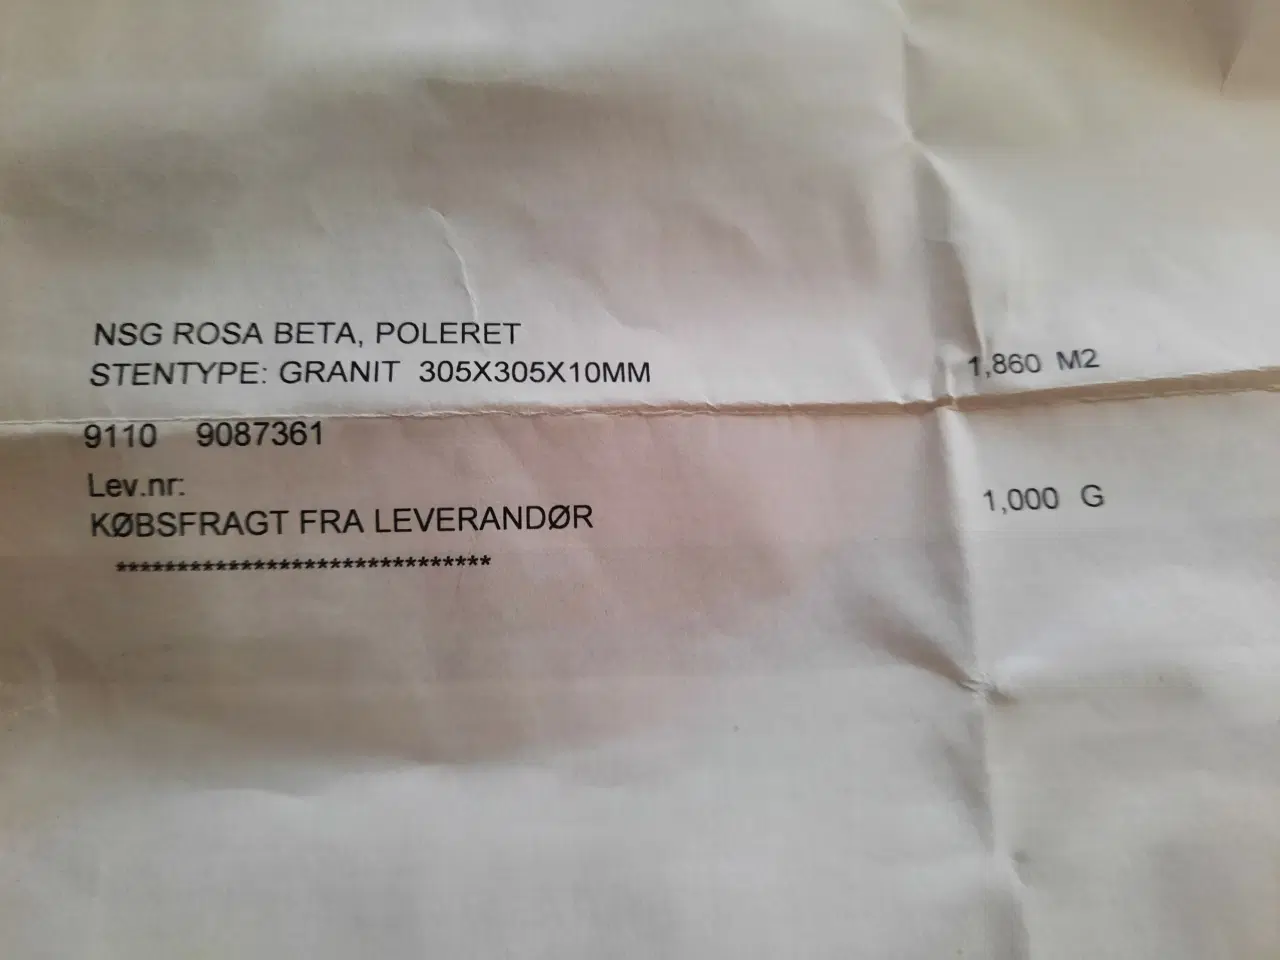 NSG ROSA BETA, POLERET
STENTYPE: GRANIT 305X305X10MM 1,860 M2
9110 9087361
Lev.nr:
KØBSFRAGT FRA LEVERANDØR 1,000 G
******************************